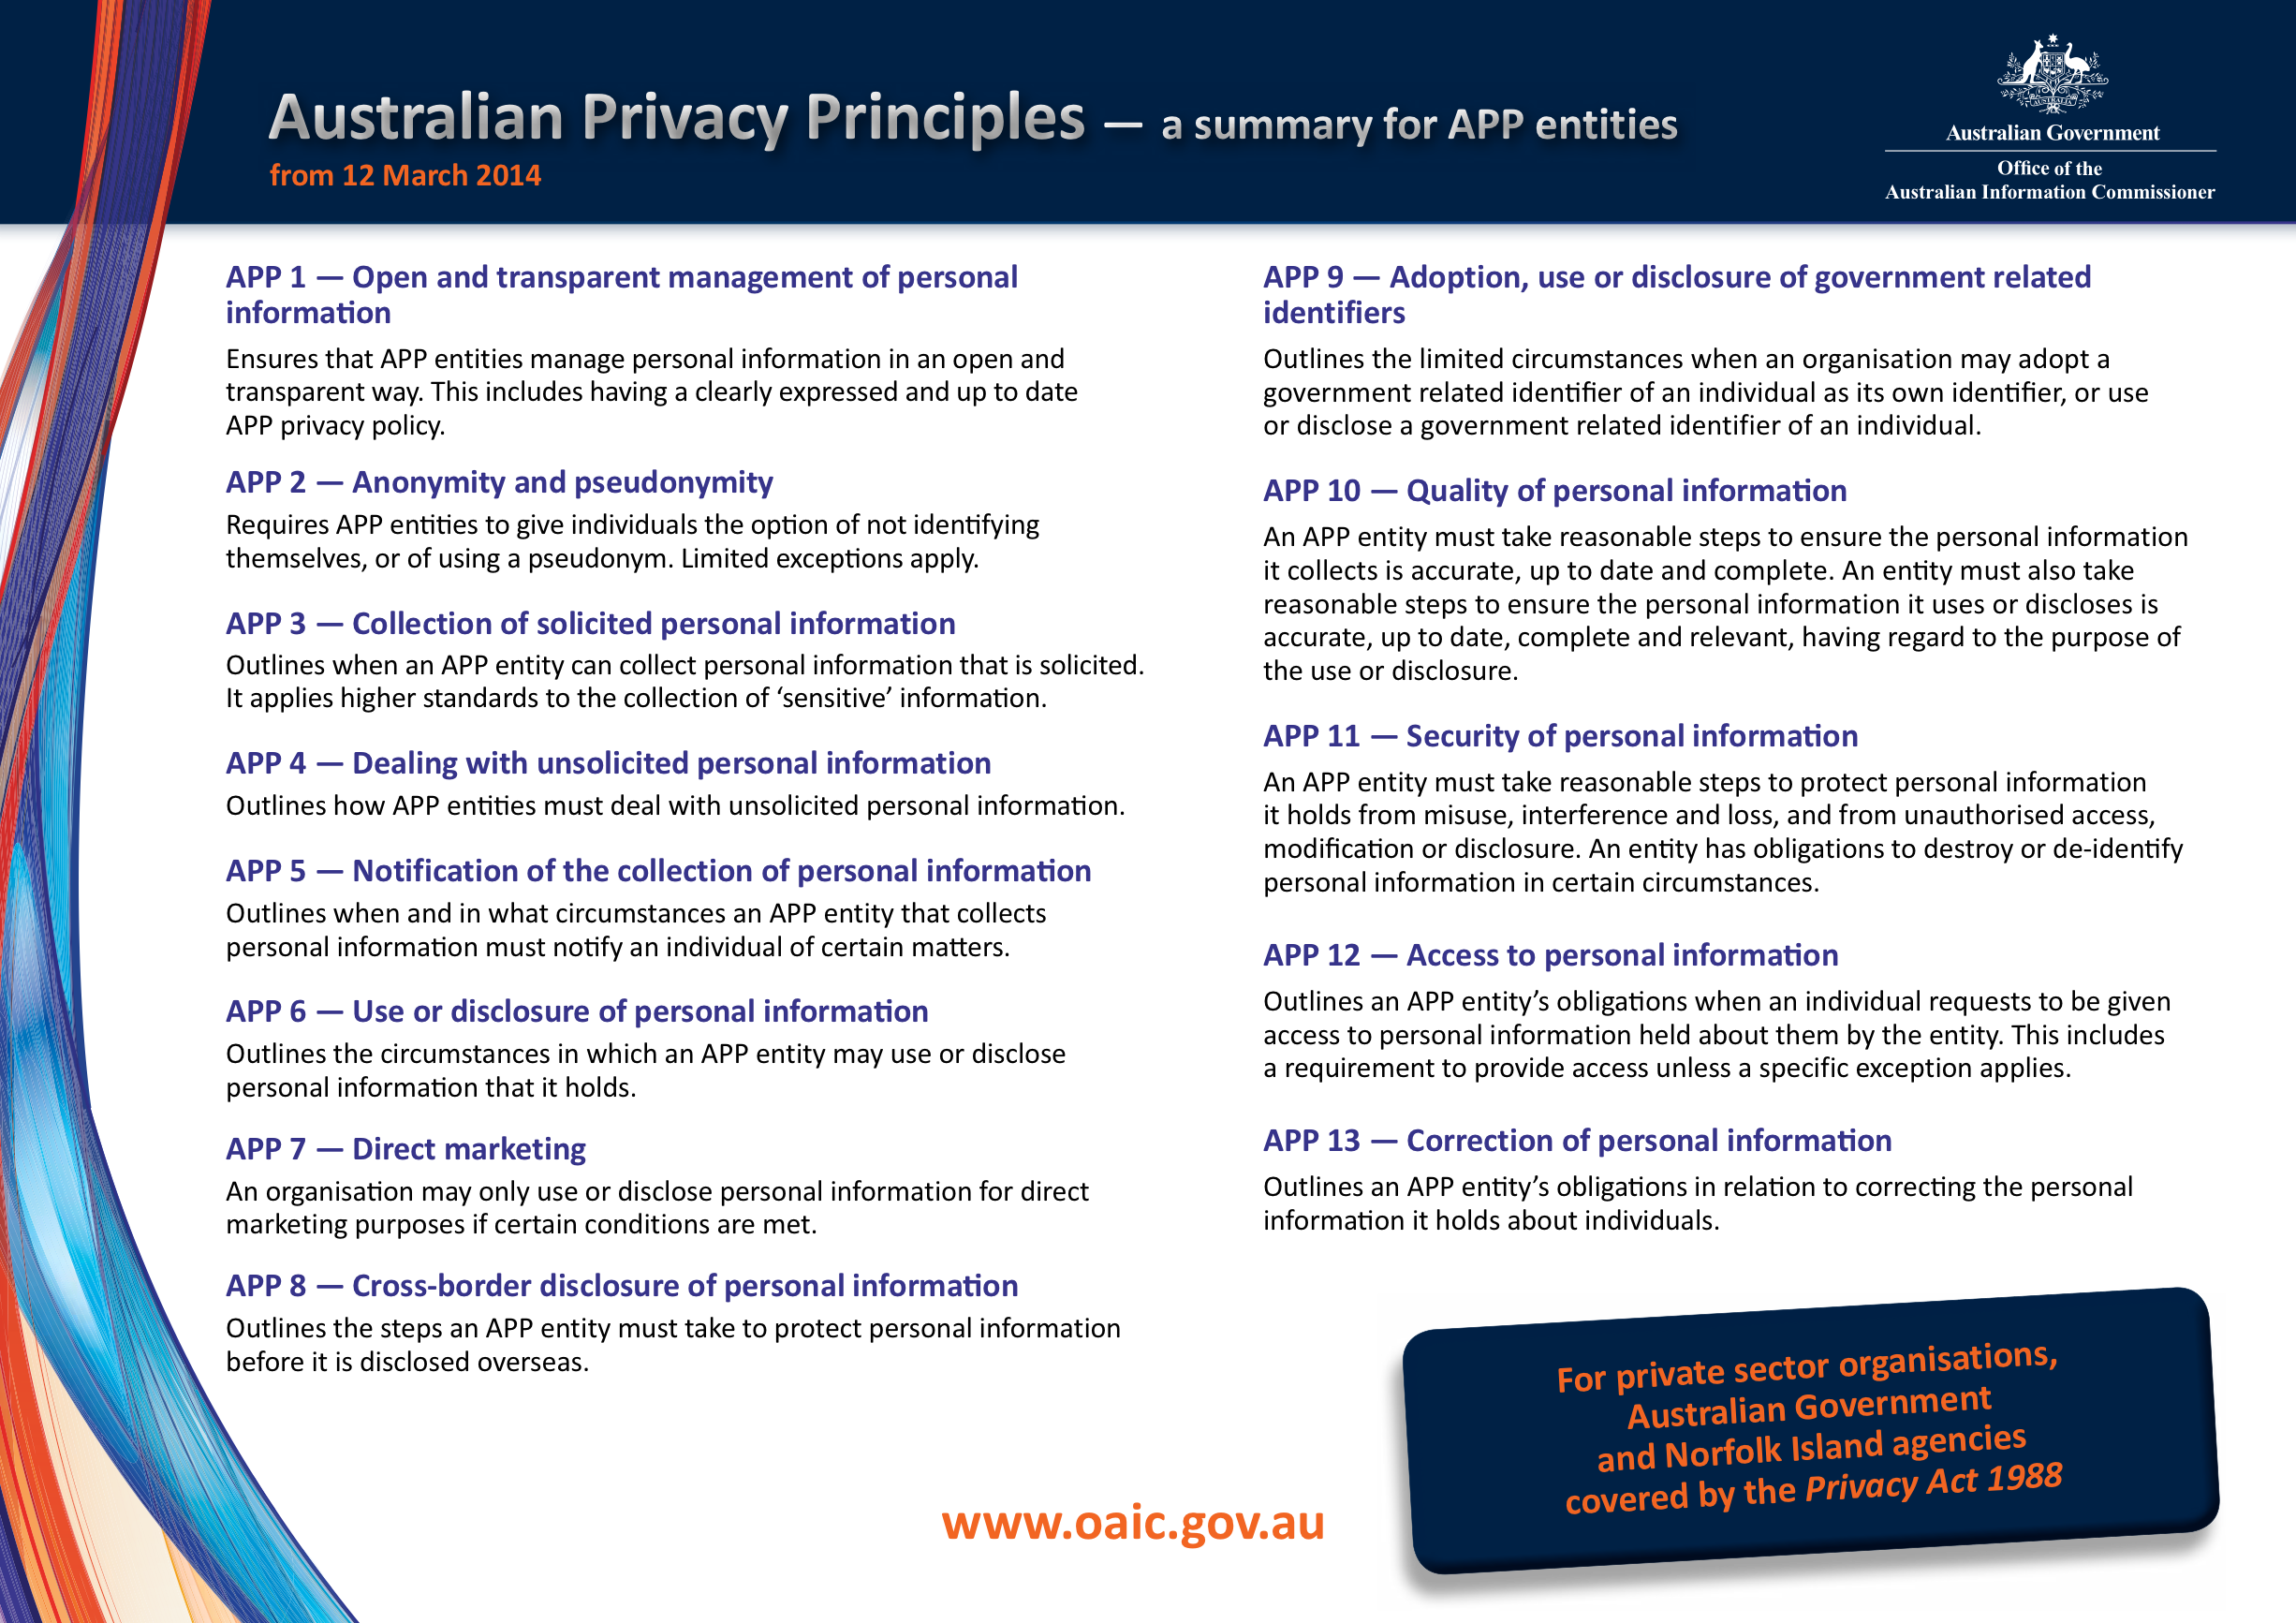 Australian Privacy Principles — a summary for APP entities
from 12 March 2014
AUSTRALIA
Australian Government
Office of the
Australian Information Commissioner
APP 1 — Open and transparent management of personal
information
Ensures that APP entities manage personal information in an open and
transparent way. This includes having a clearly expressed and up to date
APP privacy policy.
APP 2 — Anonymity and pseudonymity
Requires APP entities to give individuals the option of not identifying
themselves, or of using a pseudonym. Limited exceptions apply.
APP 3 — Collection of solicited personal information
Outlines when an APP entity can collect personal information that is solicited.
It applies higher standards to the collection of ‘sensitive’ information.
APP 4 — Dealing with unsolicited personal information
Outlines how APP entities must deal with unsolicited personal information.
APP 5 — Notification of the collection of personal information
Outlines when and in what circumstances an APP entity that collects
personal information must notify an individual of certain matters.
APP 6 — Use or disclosure of personal information
Outlines the circumstances in which an APP entity may use or disclose
personal information that it holds.
APP 7 — Direct marketing
An organisation may only use or disclose personal information for direct
marketing purposes if certain conditions are met.
APP 8 — Cross-border disclosure of personal information
Outlines the steps an APP entity must take to protect personal information
before it is disclosed overseas.
APP 9 — Adoption, use or disclosure of government related
identifiers
Outlines the limited circumstances when an organisation may adopt a
government related identifier of an individual as its own identifier, or use
or disclose a government related identifier of an individual.
APP 10 — Quality of personal information
An APP entity must take reasonable steps to ensure the personal information
it collects is accurate, up to date and complete. An entity must also take
reasonable steps to ensure the personal information it uses or discloses is
accurate, up to date, complete and relevant, having regard to the purpose of
the use or disclosure.
APP 11 — Security of personal information
An APP entity must take reasonable steps to protect personal information
it holds from misuse, interference and loss, and from unauthorised access,
modification or disclosure. An entity has obligations to destroy or de-identify
personal information in certain circumstances.
APP 12 — Access to personal information
Outlines an APP entity’s obligations when an individual requests to be given
access to personal information held about them by the entity. This includes
a requirement to provide access unless a specific exception applies.
APP 13 — Correction of personal information
Outlines an APP entity’s obligations in relation to correcting the personal
information it holds about individuals.
For private sector organisations,
Australian Government
and Norfolk Island agencies
covered by the Privacy Act 1988
www.oaic.gov.au